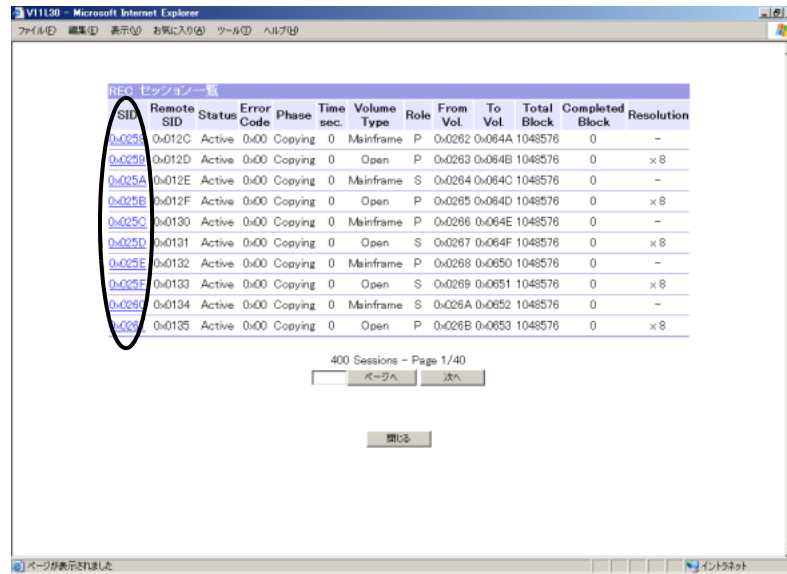 V11L30 - Microsoft Internet Explorer
ファイル(F) 編集(E) 表示(V) お気に入り(A) ツール(T) ヘルプ(H)
REC セッション一覧
SID Remote SID Status Error Code Phase Time sec. Volume Type Role From Vol. To Vol. Total Block Completed Block Resolution
0x0258 0x012C Active 0x00 Copying 0 Mainframe P 0x0262 0x064A 1048576 0 -
0x0259 0x012D Active 0x00 Copying 0 Open P 0x0263 0x064B 1048576 0 ×8
0x025A 0x012E Active 0x00 Copying 0 Mainframe S 0x0264 0x064C 1048576 0 -
0x025B 0x012F Active 0x00 Copying 0 Open P 0x0265 0x064D 1048576 0 ×8
0x025C 0x0130 Active 0x00 Copying 0 Mainframe P 0x0266 0x064E 1048576 0 -
0x025D 0x0131 Active 0x00 Copying 0 Open S 0x0267 0x064F 1048576 0 ×8
0x025E 0x0132 Active 0x00 Copying 0 Mainframe P 0x0268 0x0650 1048576 0 -
0x025F 0x0133 Active 0x00 Copying 0 Open S 0x0269 0x0651 1048576 0 ×8
0x0260 0x0134 Active 0x00 Copying 0 Mainframe S 0x026A 0x0652 1048576 0 -
0x0135 Active 0x00 Copying 0 Open P 0x026B 0x0653 1048576 0 ×8
400 Sessions - Page 1/40
ページへ 次へ
閉じる
ページが表示されました イントラネット